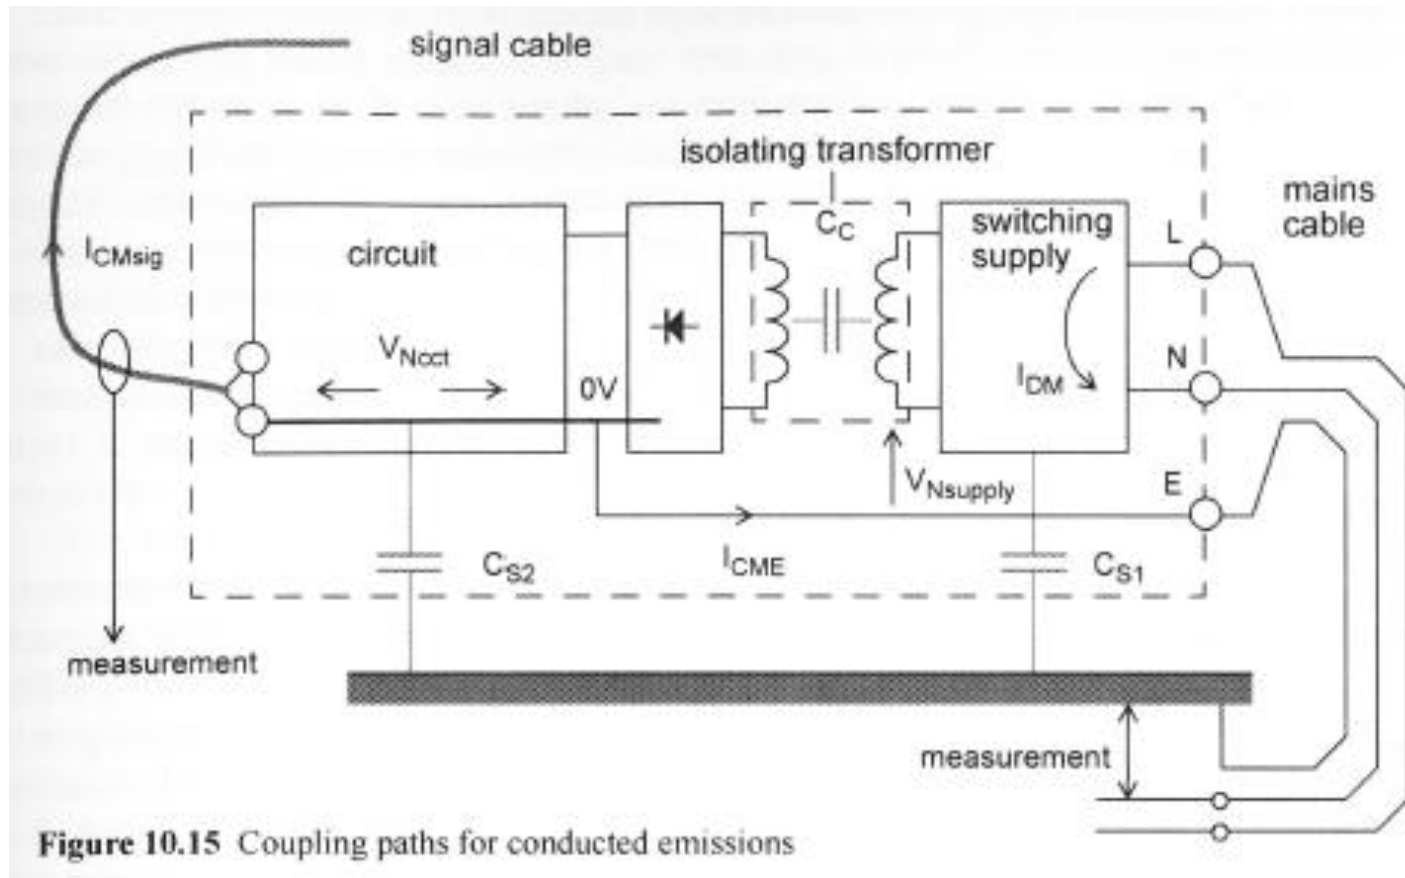 signal cable
isolating transformer
mains
cable
C_C
switching
supply
L
I_CMsig
circuit
V_Ncct
0V
I_DM
N
V_Nsupply
E
C_S2
I_CME
C_S1
measurement
measurement
Figure 10.15 Coupling paths for conducted emissions